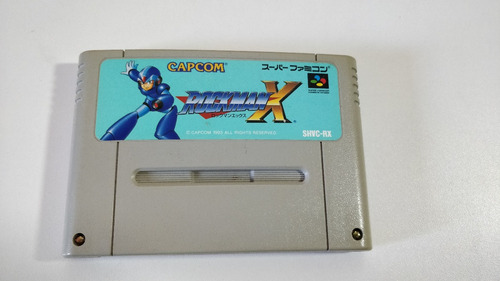 CAPCOM
スーパーファミコン
ROCKMAN X
ロックマンエックス
© CAPCOM 1993 ALL RIGHTS RESERVED
SHVC-RX